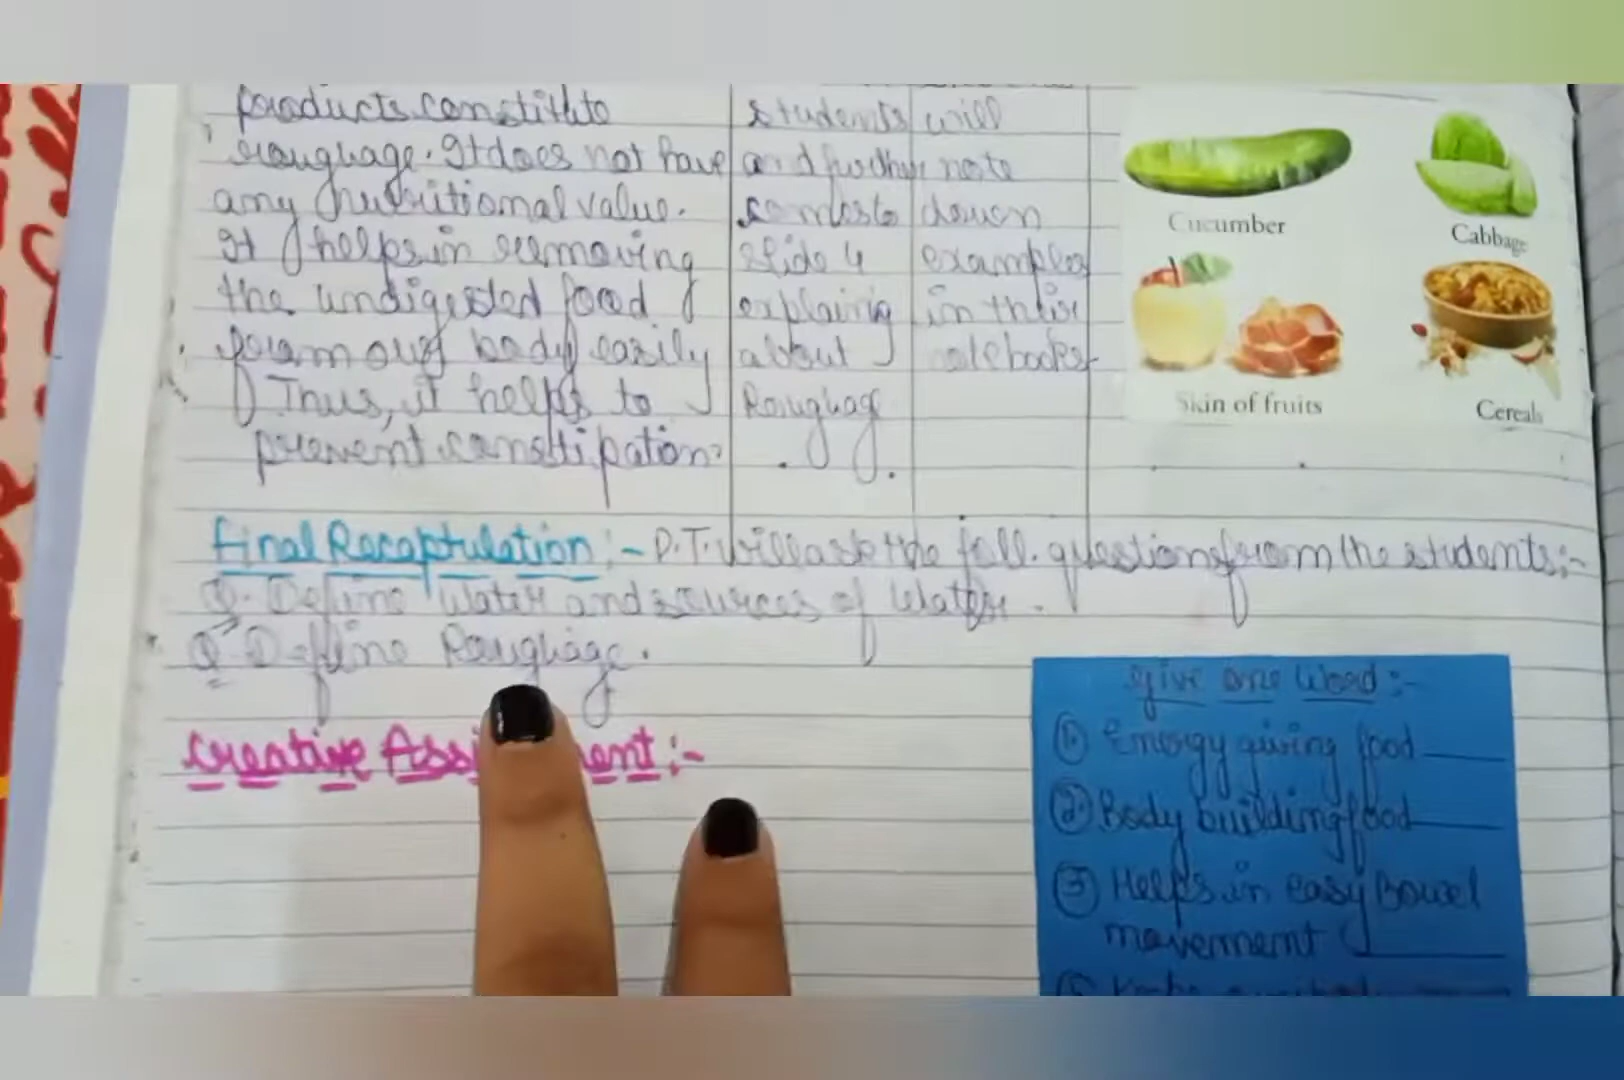 products constitute
roughage. It does not have
any nutritional value.
It helps in removing
the undigested food
from our body easily
Thus, it helps to
prevent constipation.
students
and further
comes to
slide 4
explaining
about
Roughage
will
note
down
examples
in their
notebooks
Cucumber
Cabbage
Skin of fruits
Cereals
Final Recaptulation :- P.T. will ask the foll. questions from the students :-
Q. Define Water and sources of Water.
Q. Define Roughage.
Creative
Give one Word :-
① Energy giving food
② Body building food
③ Helps in easy Bowel
movement